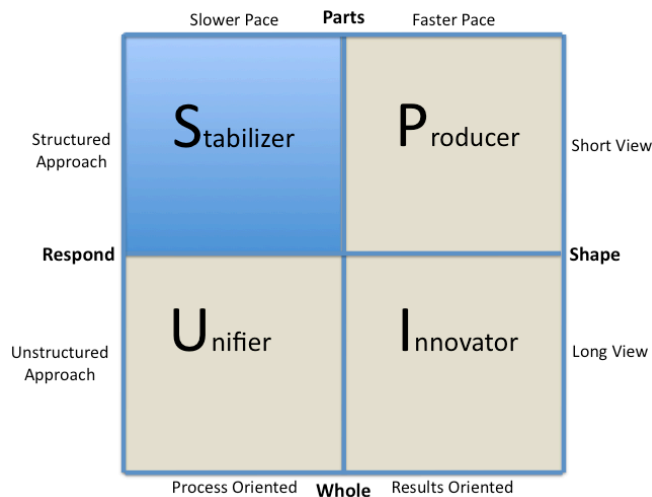 Slower Pace Parts Faster Pace
Stabilizer Producer
Structured
Approach
Short View
Respond Shape
Unifier Innovator
Unstructured
Approach
Long View
Process Oriented Whole Results Oriented